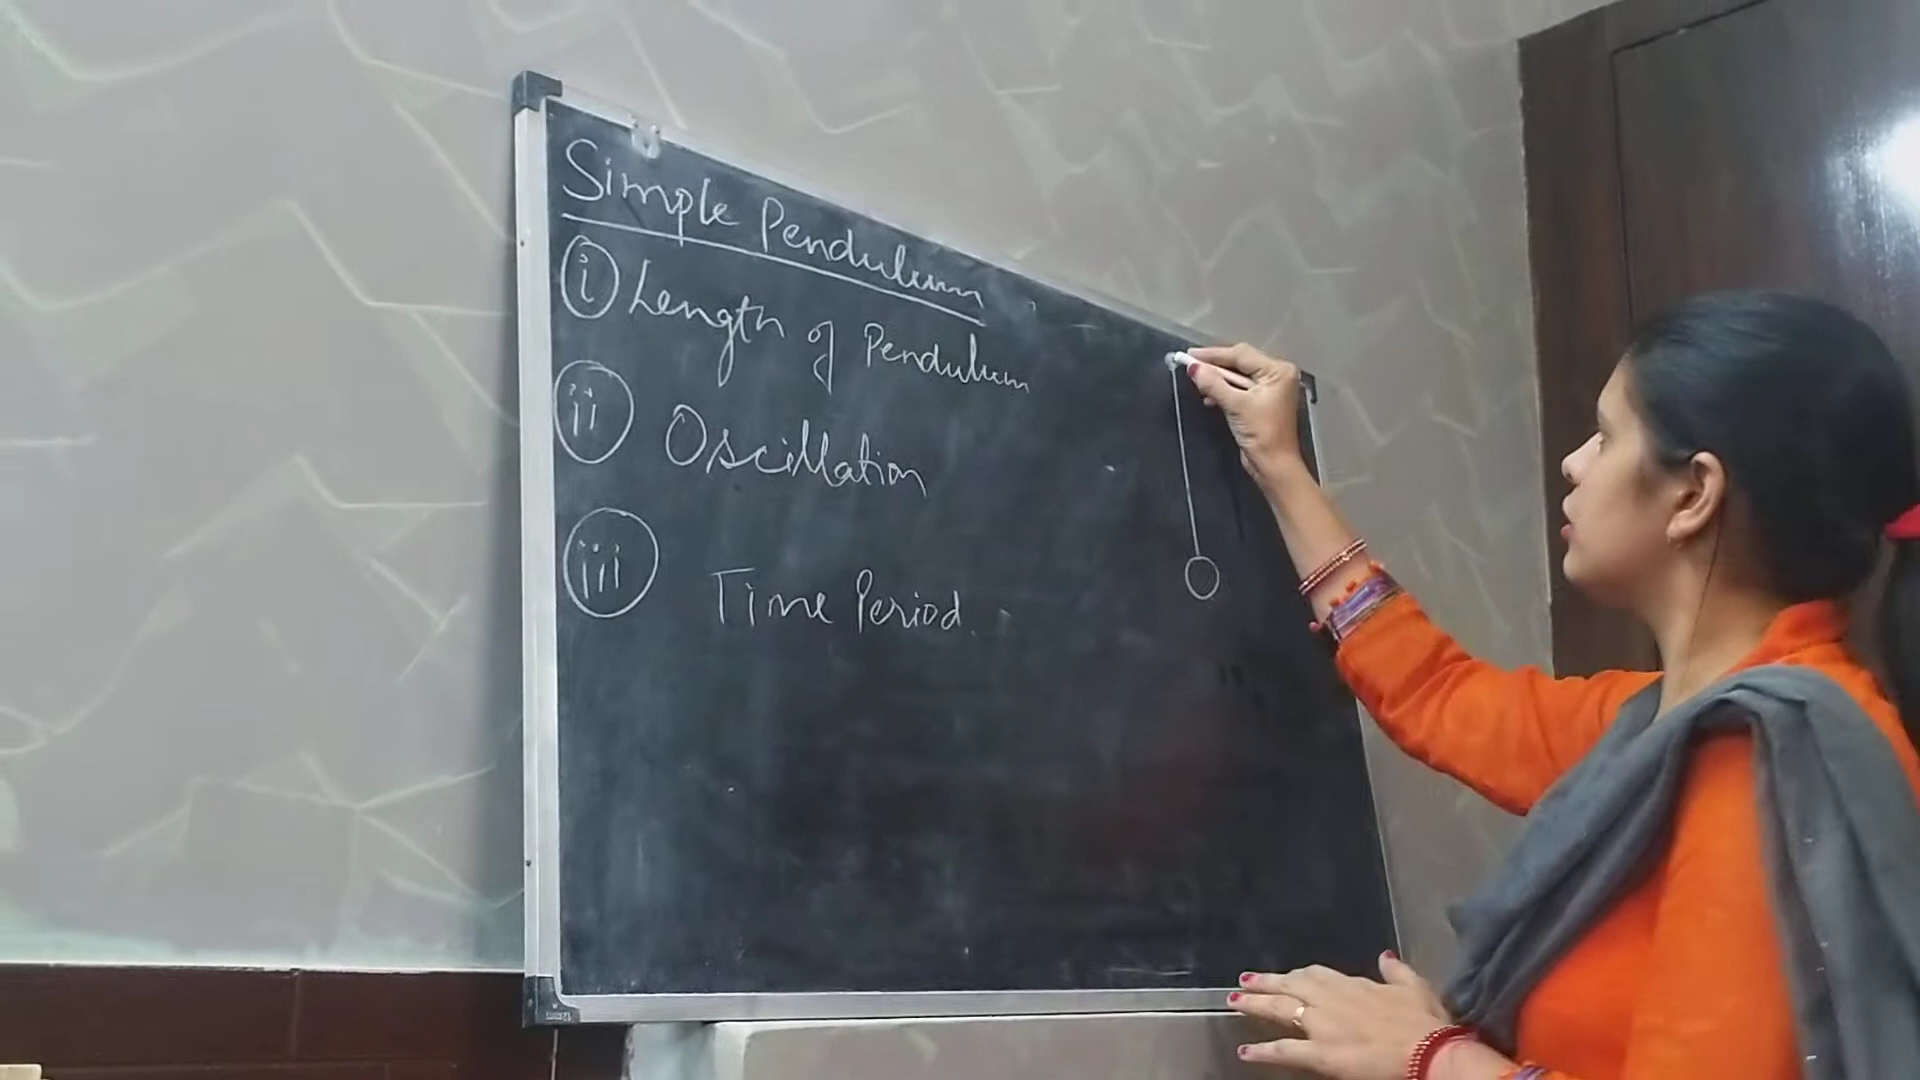 Simple Pendulum
(i) Length of Pendulum
(ii) Oscillation
(iii) Time Period